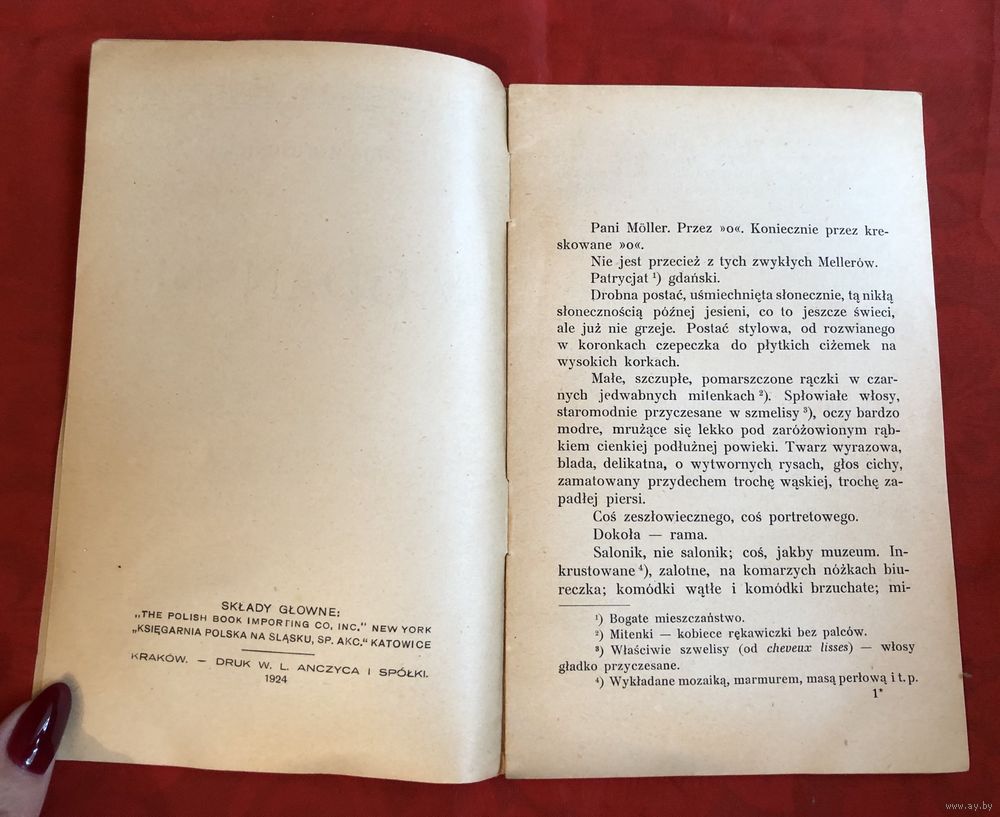 SKŁADY GŁOWNE:
„THE POLISH BOOK IMPORTING CO, INC." NEW YORK
„KSIĘGARNIA POLSKA NA ŚLĄSKU, SP. AKC." KATOWICE
KRAKÓW. — DRUK W. L. ANCZYCA I SPÓŁKI.
1924
Pani Möller. Przez »o«. Koniecznie przez kre-
skowane »o«.
Nie jest przecież z tych zwykłych Mellerów.
Patrycjat ¹) gdański.
Drobna postać, uśmiechnięta słonecznie, tą nikłą
słonecznością późnej jesieni, co to jeszcze świeci,
ale już nie grzeje. Postać stylowa, od rozwianego
w koronkach czepeczka do płytkich ciżemek na
wysokich korkach.
Małe, szczupłe, pomarszczone rączki w czar-
nych jedwabnych mitenkach ²). Spłowiałe włosy,
staromodnie przyczesane w szmelisy ³), oczy bardzo
modre, mrużące się lekko pod zaróżowionym rąb-
kiem cienkiej podłużnej powieki. Twarz wyrazowa,
blada, delikatna, o wytwornych rysach, głos cichy,
zamatowany przydechem trochę wąskiej, trochę za-
padłej piersi.
Coś zeszłowiecznego, coś portretowego.
Dokoła — rama.
Salonik, nie salonik; coś, jakby muzeum. In-
krustowane ⁴), zalotne, na komarzych nóżkach biu-
reczka; komódki wątłe i komódki brzuchate; mi-
¹) Bogate mieszczaństwo.
²) Mitenki — kobiece rękawiczki bez palców.
³) Właściwie szwelisy (od cheveux lisses) — włosy
gładko przyczesane.
⁴) Wykładane mozaiką, marmurem, masą perłową i t. p.
1*
www.ay.by